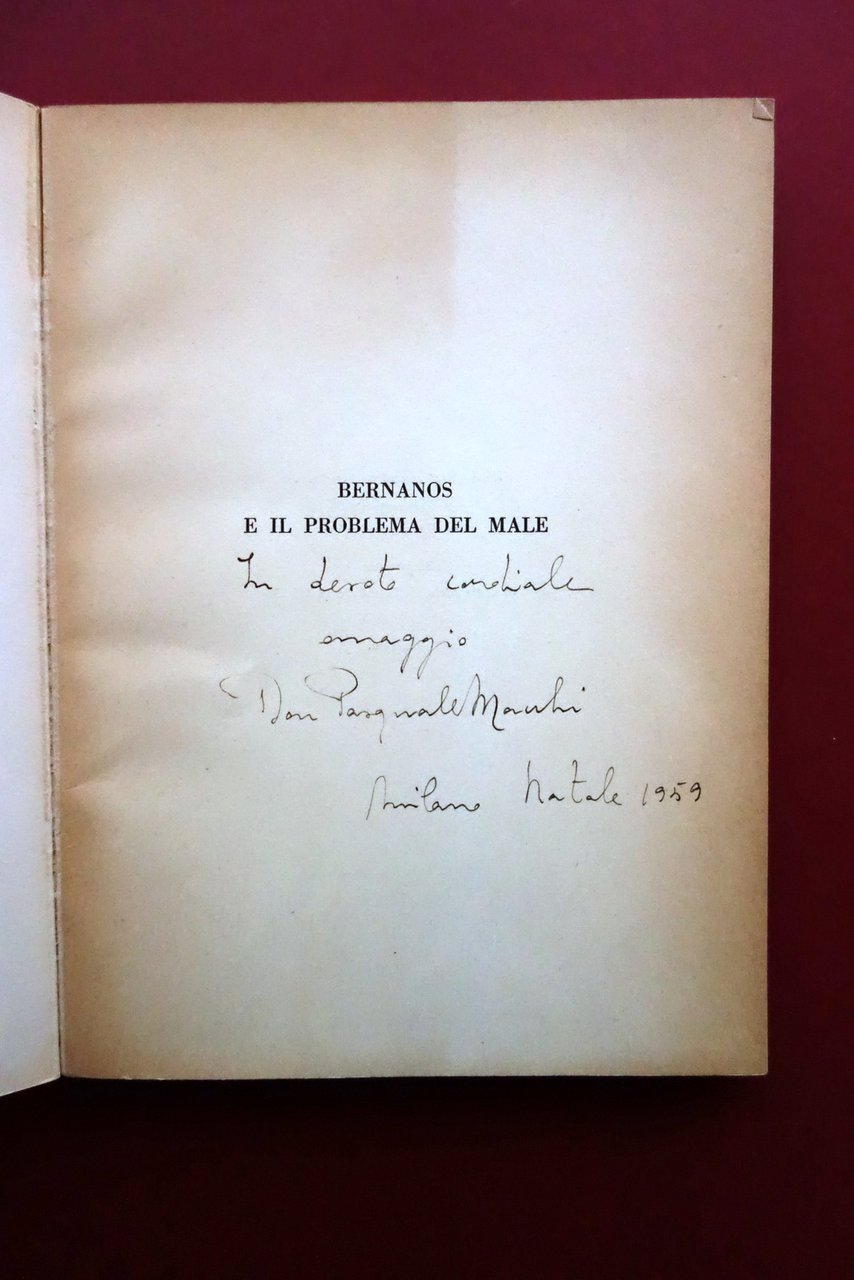 BERNANOS
E IL PROBLEMA DEL MALE
In devoto cordiale
omaggio
Don Pasquale Macchi
Milano Natale 1959